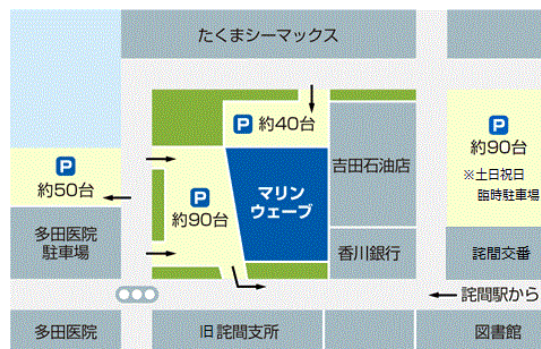 たくまシーマックス
P 約40台
P
約90台
※土日祝日
臨時駐車場
P
約50台
P
約90台
マリン
ウェーブ
吉田石油店
多田医院
駐車場
香川銀行
詫間交番
詫間駅から
多田医院
旧詫間支所
図書館